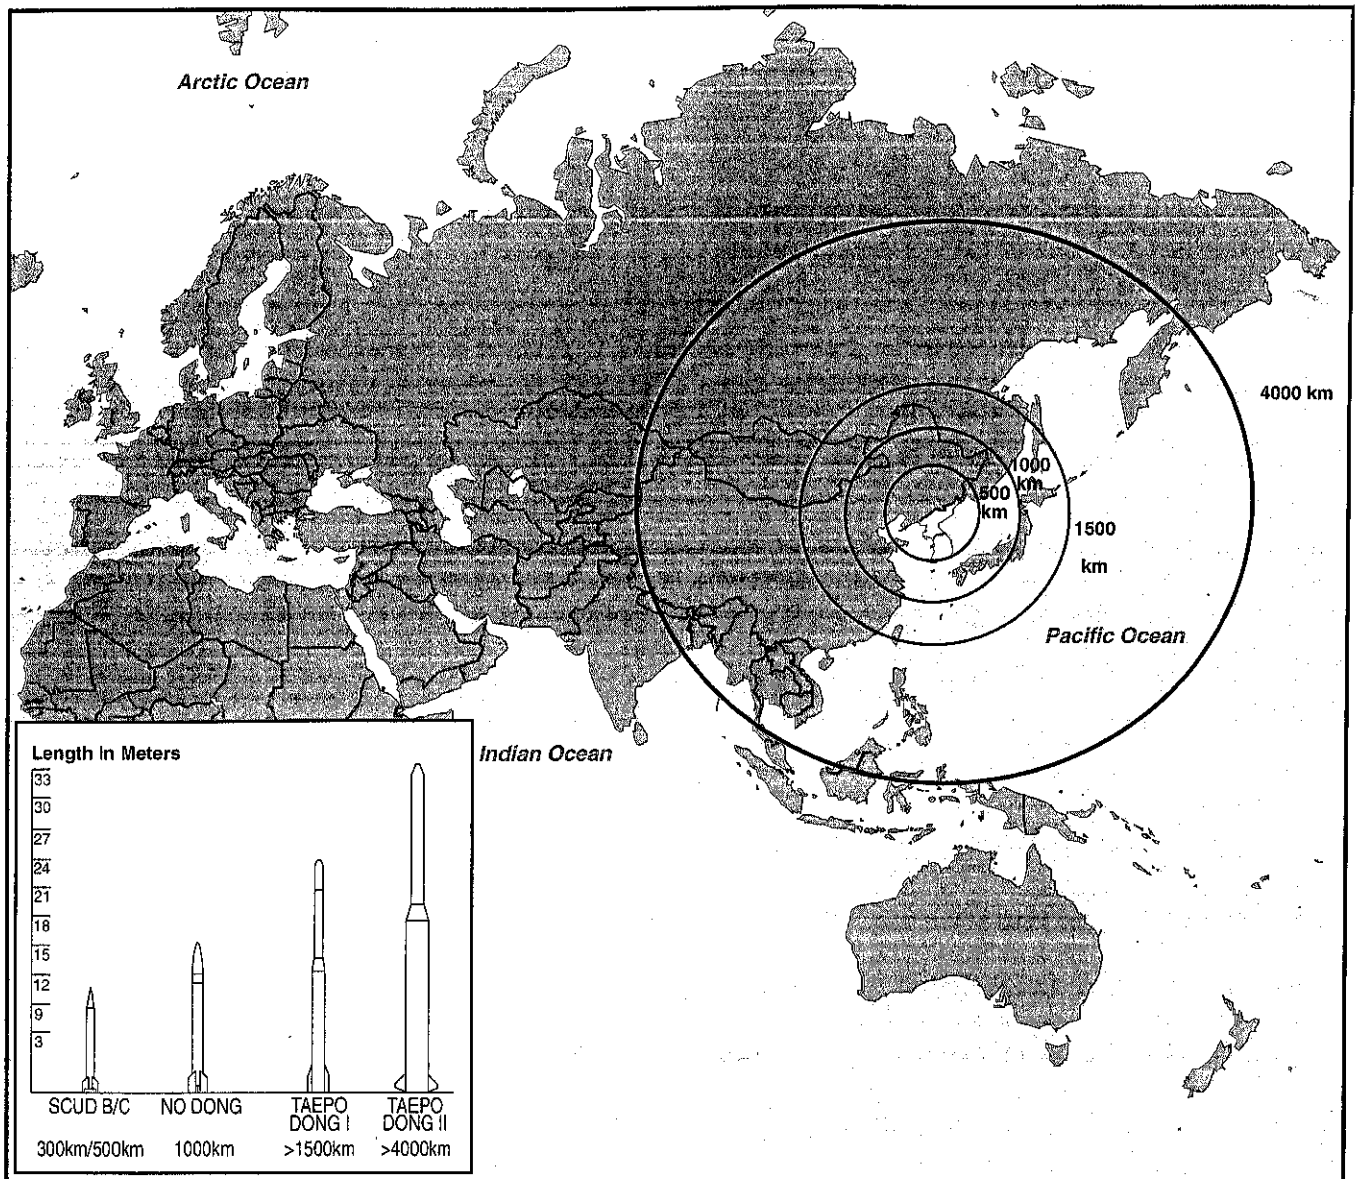 Arctic Ocean
4000 km
1000
km
500
km
1500
km
Pacific Ocean
Indian Ocean
Length In Meters
33
30
27
24
21
18
15
12
9
3
SCUD B/C
NO DONG
TAEPO
DONG I
TAEPO
DONG II
300km/500km
1000km
>1500km
>4000km